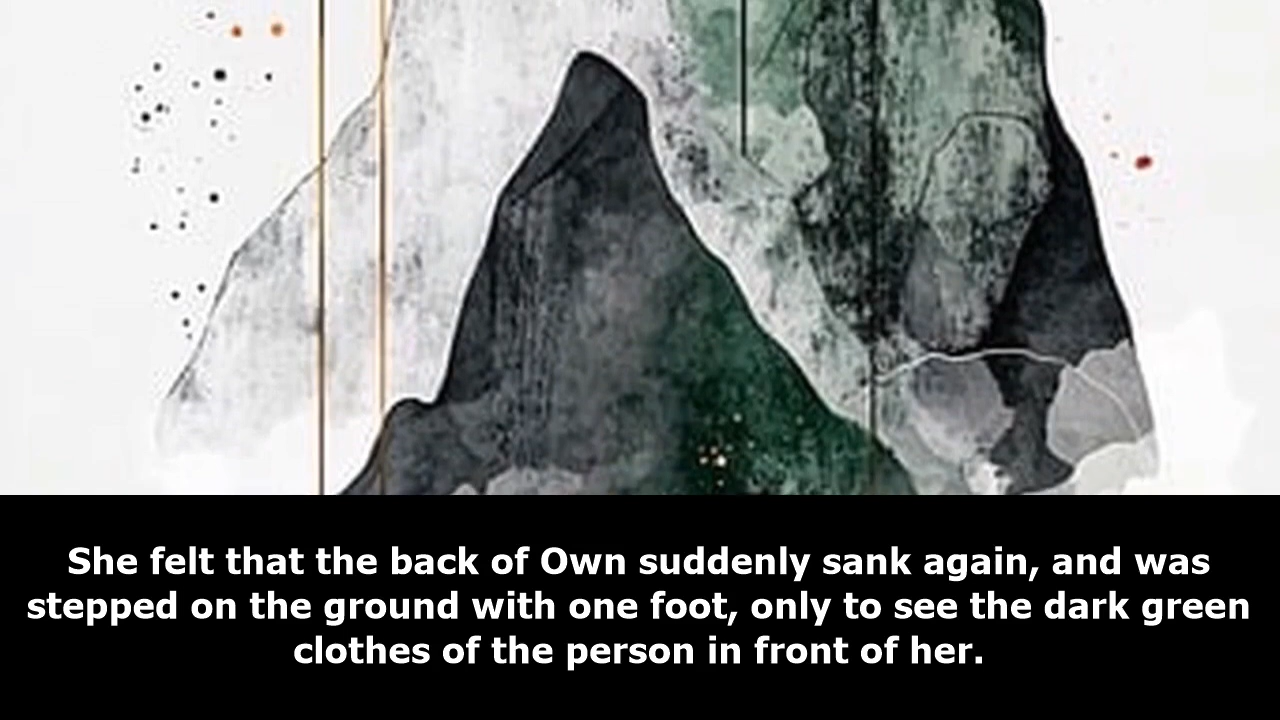 She felt that the back of Own suddenly sank again, and was
stepped on the ground with one foot, only to see the dark green
clothes of the person in front of her.